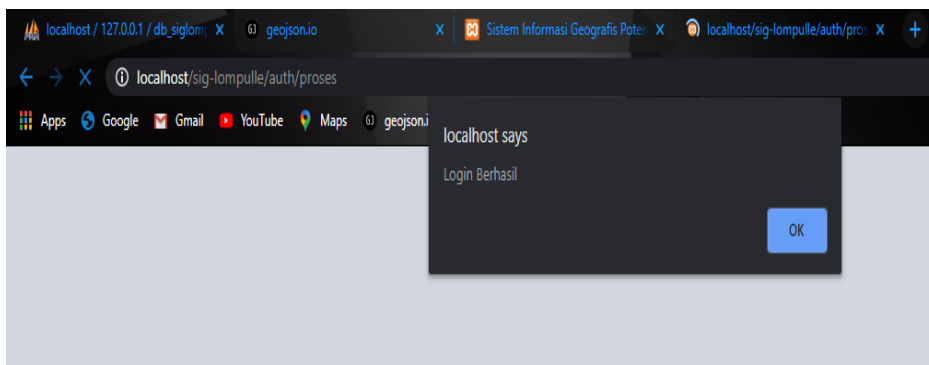 localhost / 127.0.0.1 / db_siglom
geojson.io
Sistem Informasi Geografis Poten
localhost/sig-lompulle/auth/pros
localhost/sig-lompulle/auth/proses
Apps Google Gmail YouTube Maps geojson.i
localhost says
Login Berhasil
OK